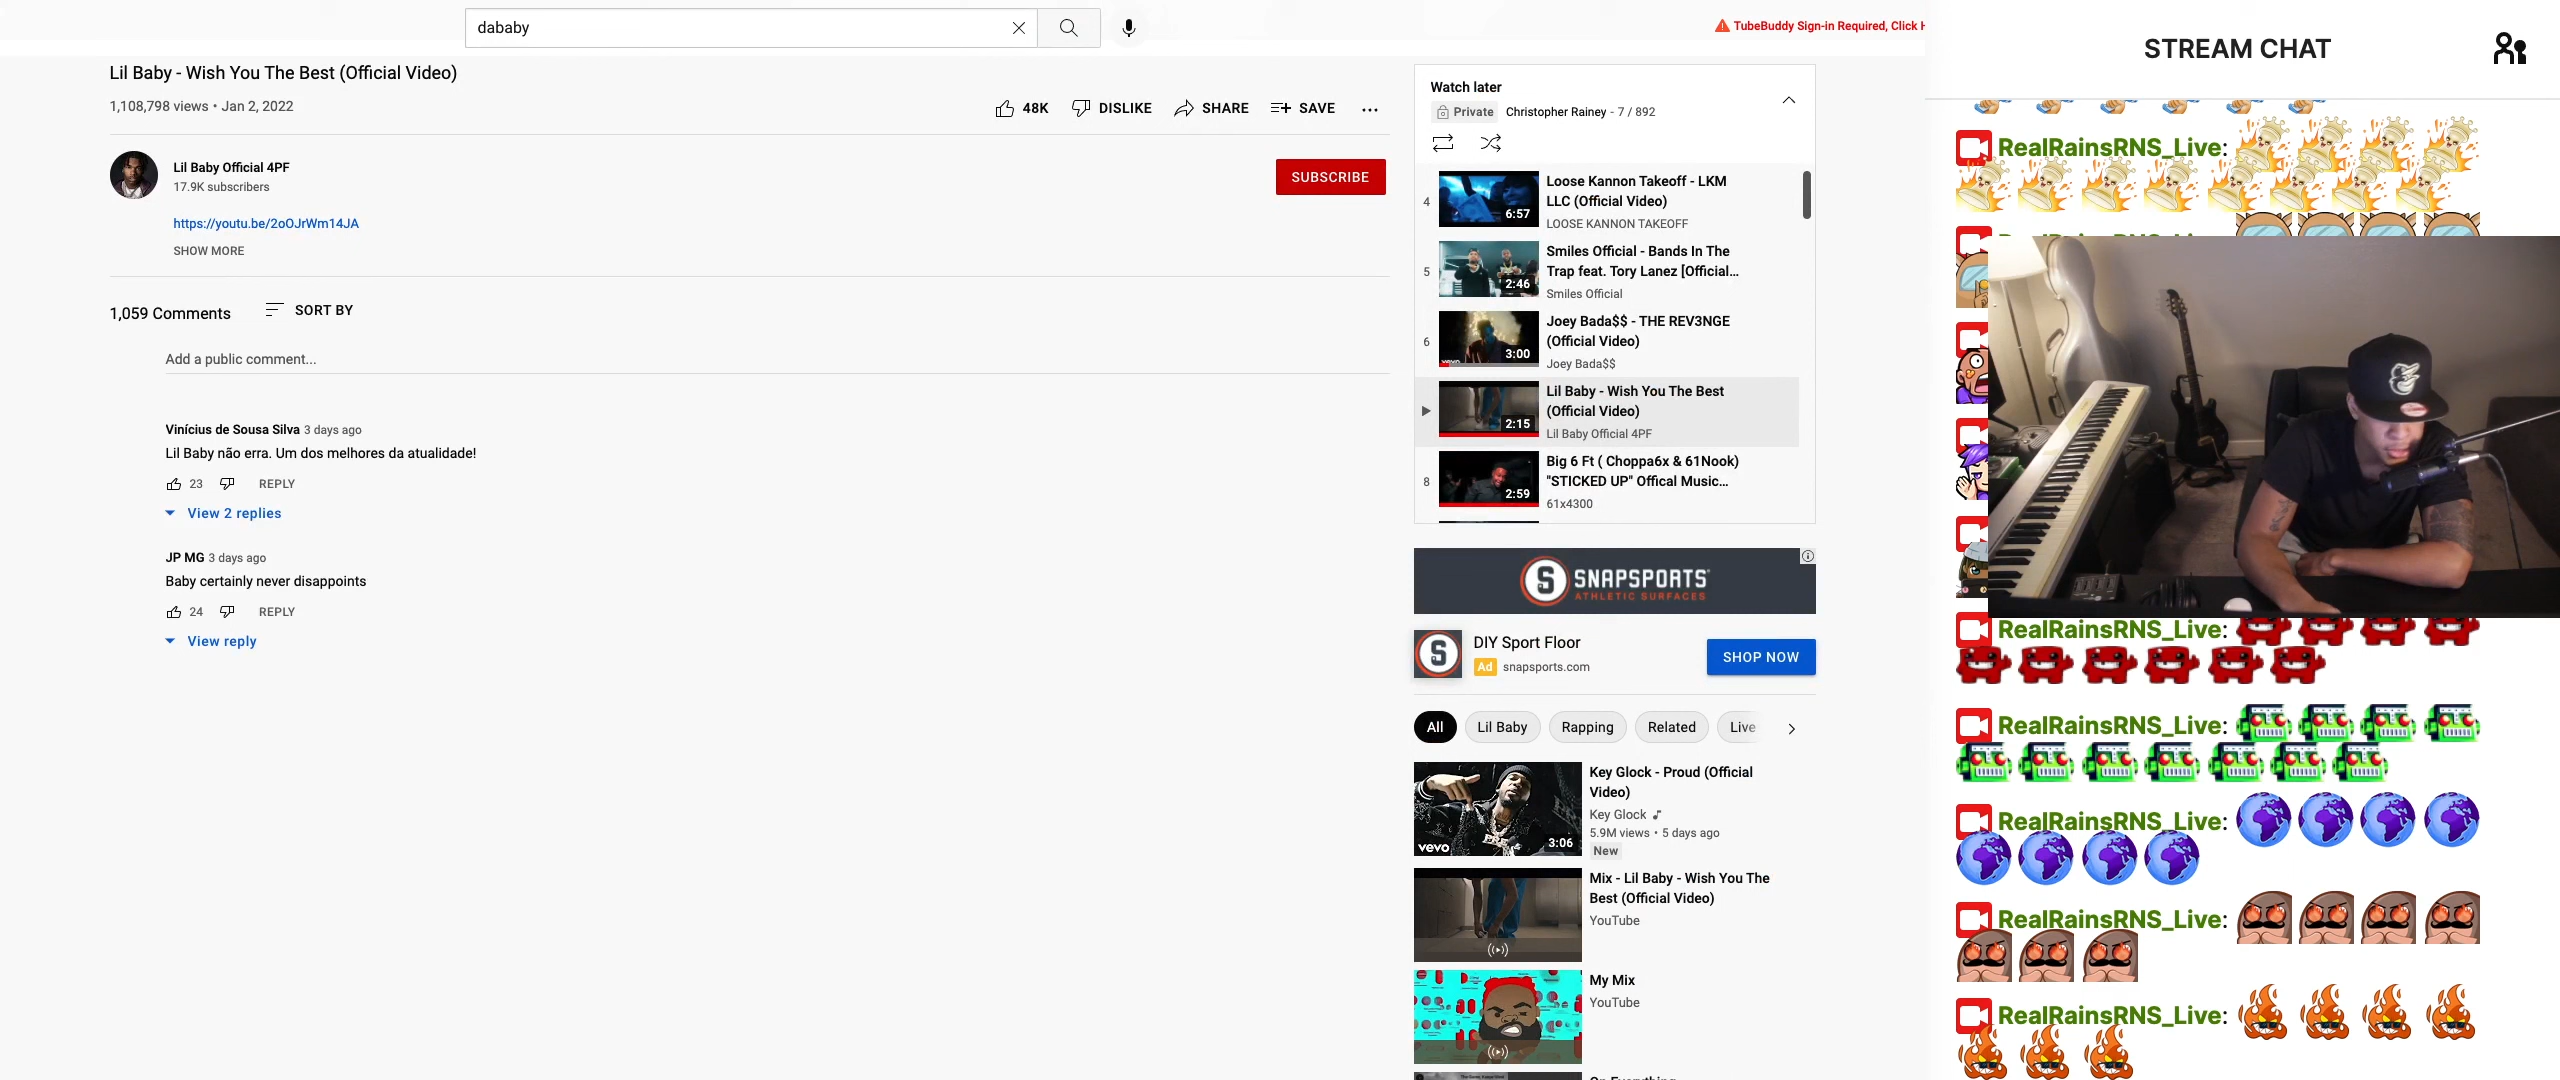 dababy
TubeBuddy Sign-in Required, Click H
STREAM CHAT
Lil Baby - Wish You The Best (Official Video)
1,108,798 views • Jan 2, 2022
48K
DISLIKE
SHARE
SAVE
Lil Baby Official 4PF
17.9K subscribers
SUBSCRIBE
https://youtu.be/2oOJrWm14JA
SHOW MORE
1,059 Comments
SORT BY
Add a public comment...
Vinícius de Sousa Silva 3 days ago
Lil Baby não erra. Um dos melhores da atualidade!
23
REPLY
View 2 replies
JP MG 3 days ago
Baby certainly never disappoints
24
REPLY
View reply
Watch later
Private Christopher Rainey - 7 / 892
4
6:57
Loose Kannon Takeoff - LKM
LLC (Official Video)
LOOSE KANNON TAKEOFF
5
2:46
Smiles Official - Bands In The
Trap feat. Tory Lanez [Official...
Smiles Official
6
vevo
3:00
Joey Bada$$ - THE REV3NGE
(Official Video)
Joey Bada$$
2:15
Lil Baby - Wish You The Best
(Official Video)
Lil Baby Official 4PF
8
2:59
Big 6 Ft ( Choppa6x & 61Nook)
"STICKED UP" Offical Music...
61x4300
S SNAPSPORTS
ATHLETIC SURFACES
S
DIY Sport Floor
Ad snapsports.com
SHOP NOW
All
Lil Baby
Rapping
Related
Live
vevo
3:06
Key Glock - Proud (Official
Video)
Key Glock
5.9M views • 5 days ago
New
Mix - Lil Baby - Wish You The
Best (Official Video)
YouTube
My Mix
YouTube
RealRainsRNS_Live:
RealRainsRNS_Live:
RealRainsRNS_Live:
RealRainsRNS_Live:
RealRainsRNS_Live:
RealRainsRNS_Live: